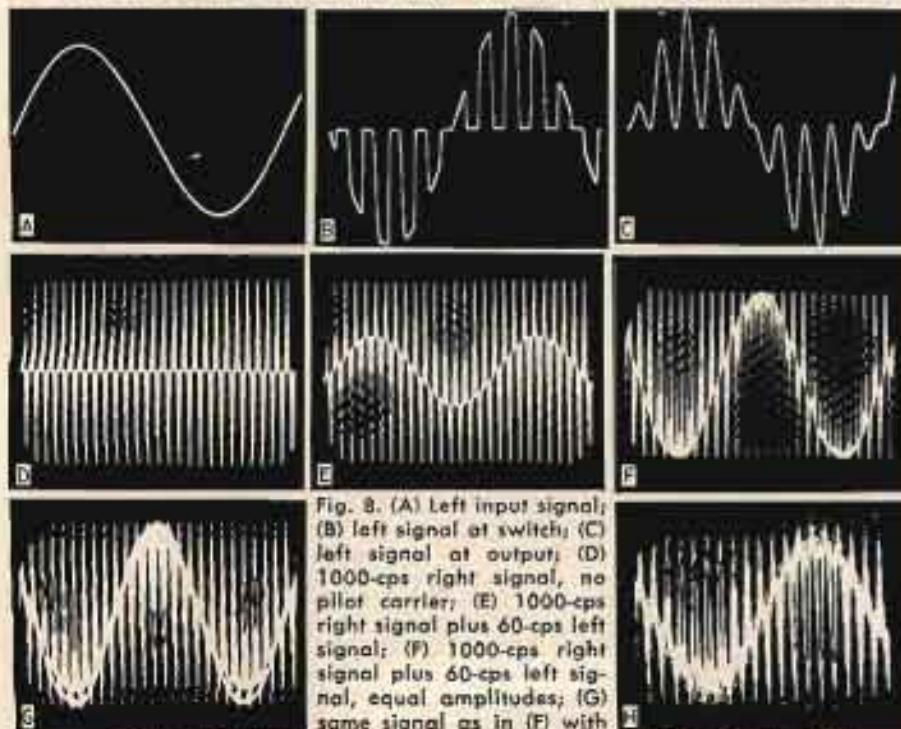 A
B
C
D
E
F
Fig. 8. (A) Left input signal;
(B) left signal at switch; (C)
left signal at output; (D)
1000-cps right signal, no
pilot carrier; (E) 1000-cps
right signal plus 60-cps left
signal; (F) 1000-cps right
signal plus 60-cps left sig-
nal, equal amplitudes; (G)
same signal as in (F) with
G
H